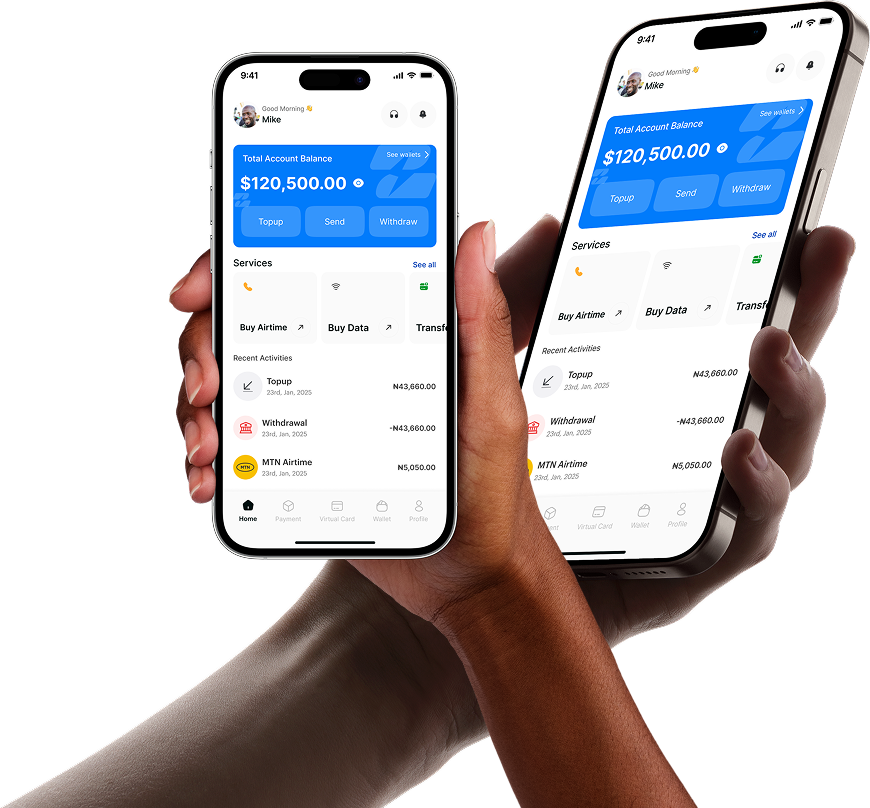 9:41
Good Morning 👋
Mike
Total Account Balance
See wallets
$120,500.00
Topup
Send
Withdraw
Services
See all
Buy Airtime
Buy Data
Transfe
Recent Activities
Topup
23rd, Jan, 2025
₦43,660.00
Withdrawal
23rd, Jan, 2025
-₦43,660.00
MTN
MTN Airtime
23rd, Jan, 2025
₦5,050.00
Home
Payment
Virtual Card
Wallet
Profile
9:41
Good Morning 👋
Mike
Total Account Balance
See wallets
$120,500.00
Topup
Send
Withdraw
Services
See all
Buy Airtime
Buy Data
Transfe
Recent Activities
Topup
23rd, Jan, 2025
₦43,660.00
Withdrawal
23rd, Jan, 2025
-₦43,660.00
MTN Airtime
23rd, Jan, 2025
₦5,050.00
ment
Virtual Card
Wallet
Profile